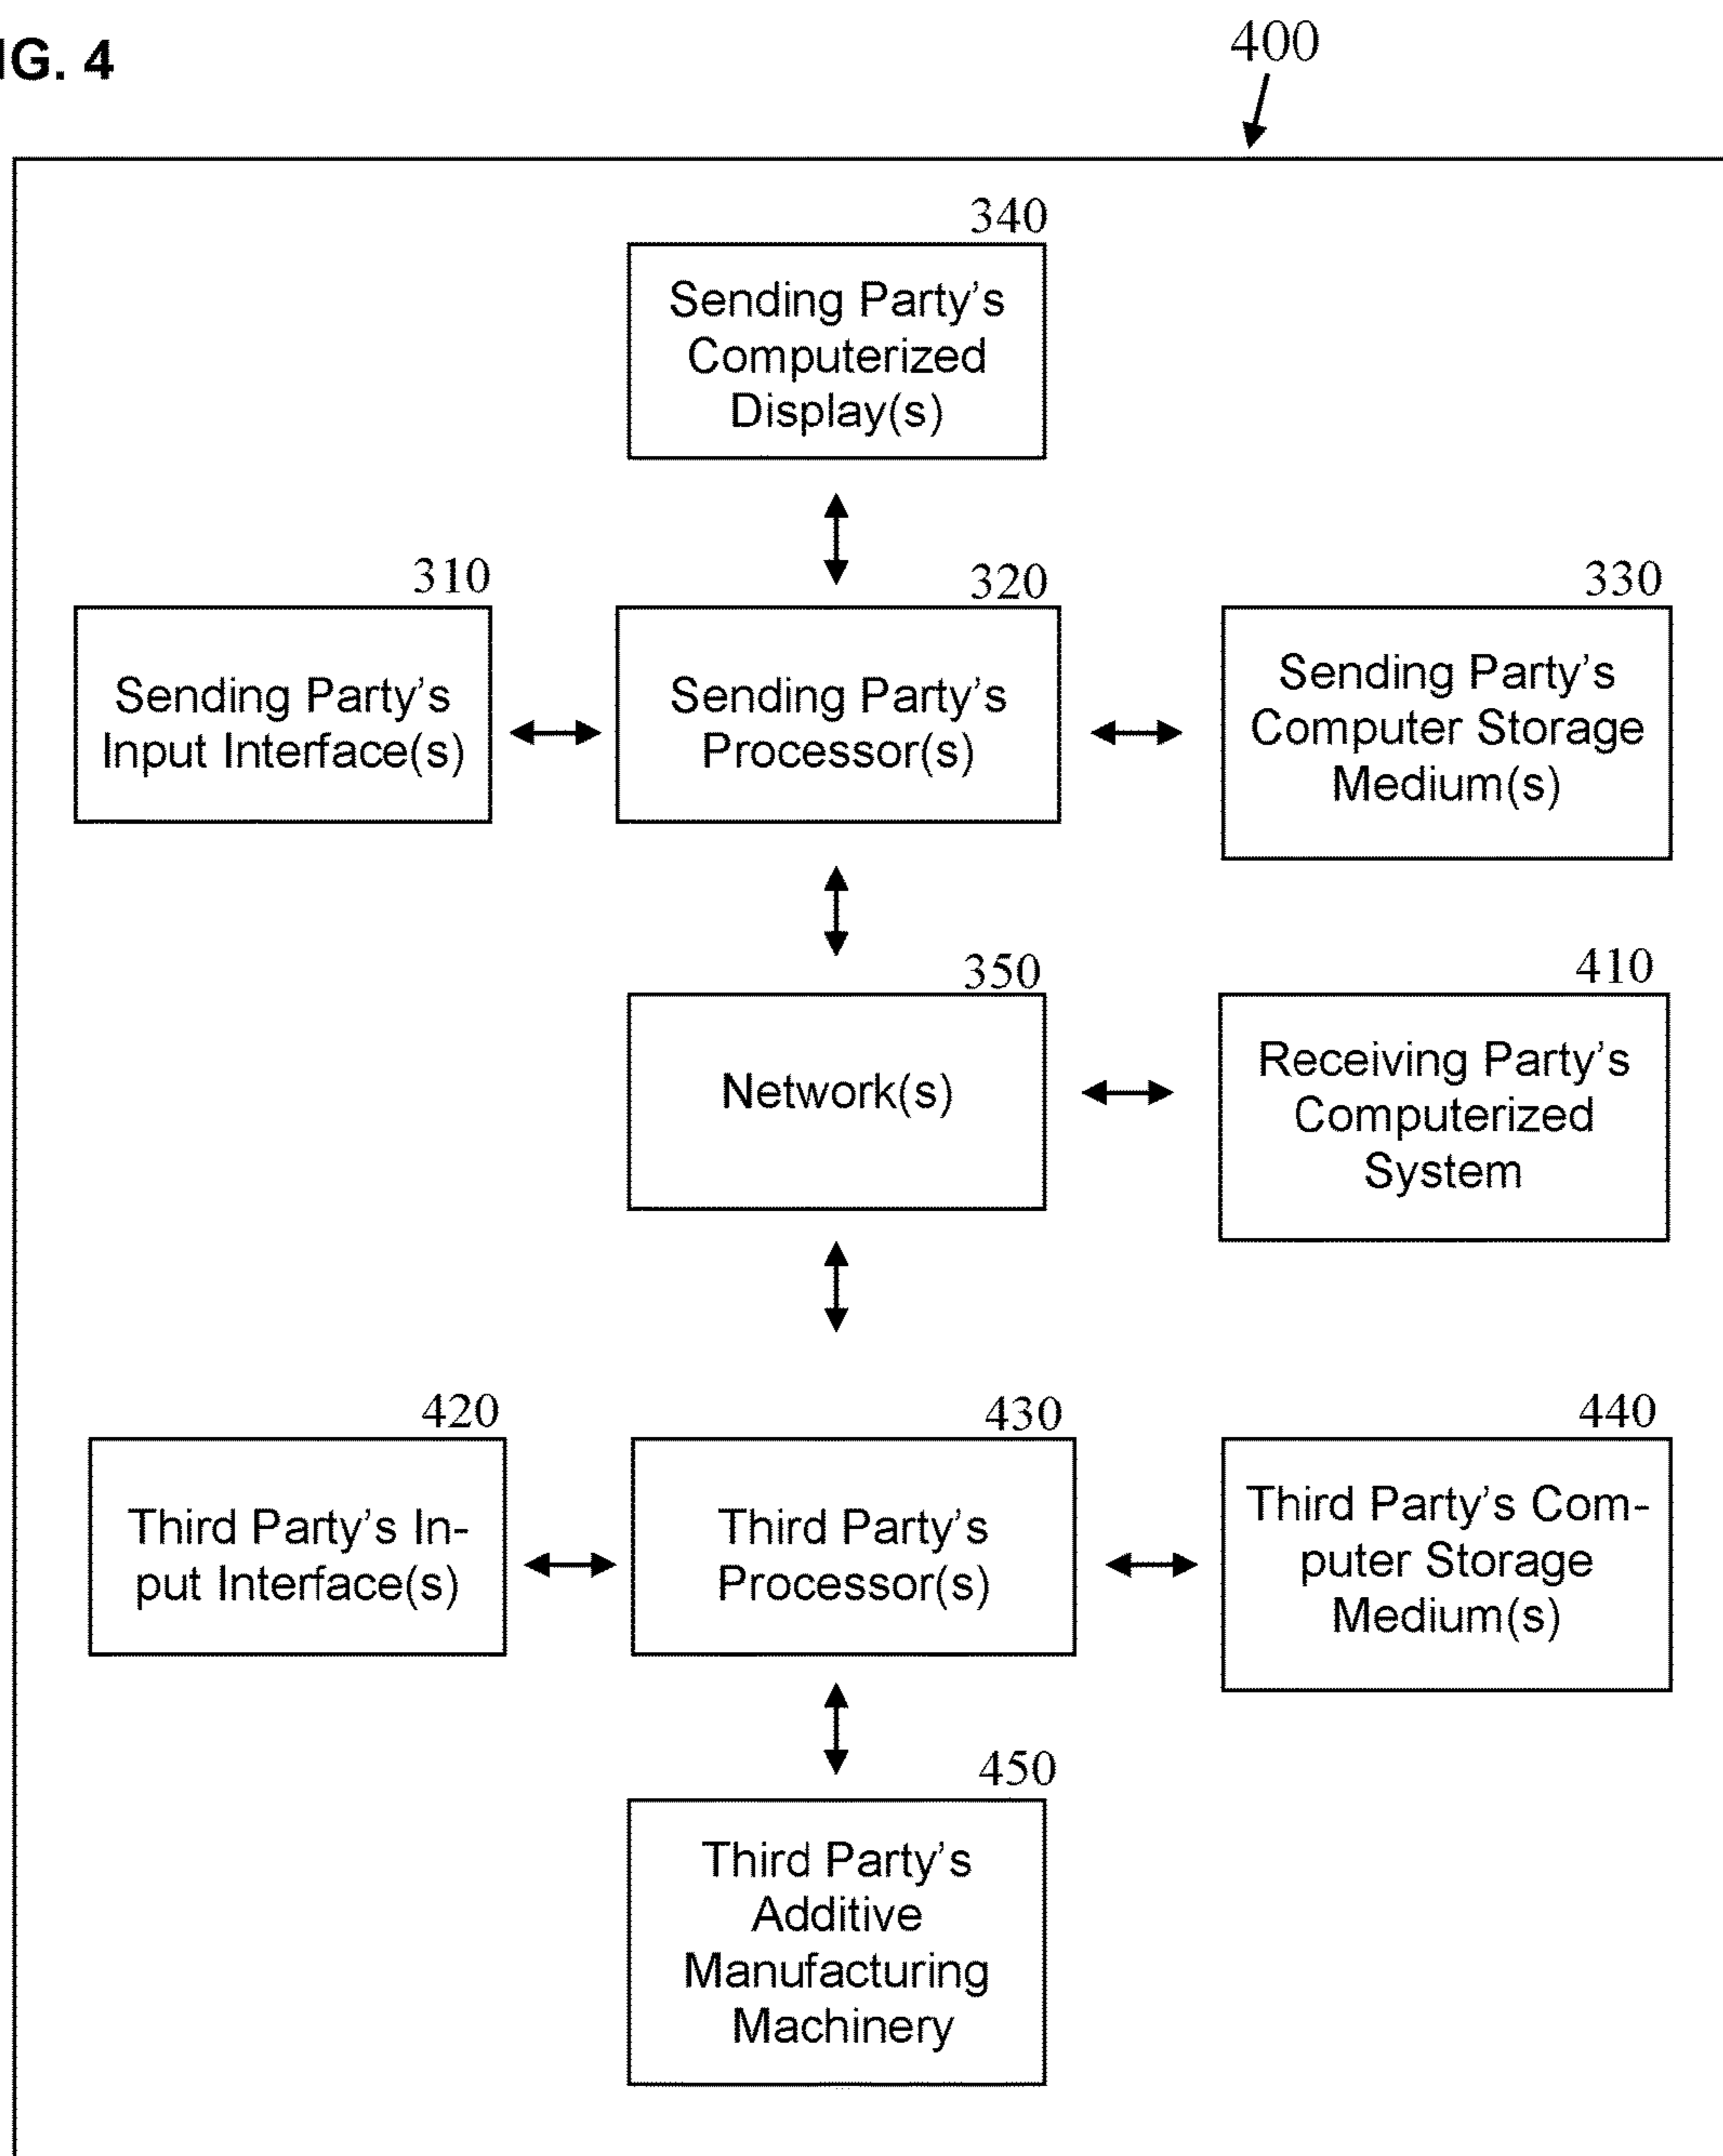 IG. 4
400
340
Sending Party’s
Computerized
Display(s)
310
320
330
Sending Party’s
Input Interface(s)
Sending Party’s
Processor(s)
Sending Party’s
Computer Storage
Medium(s)
350
410
Network(s)
Receiving Party’s
Computerized
System
420
430
440
Third Party’s In-
put Interface(s)
Third Party’s
Processor(s)
Third Party’s Com-
puter Storage
Medium(s)
450
Third Party’s
Additive
Manufacturing
Machinery